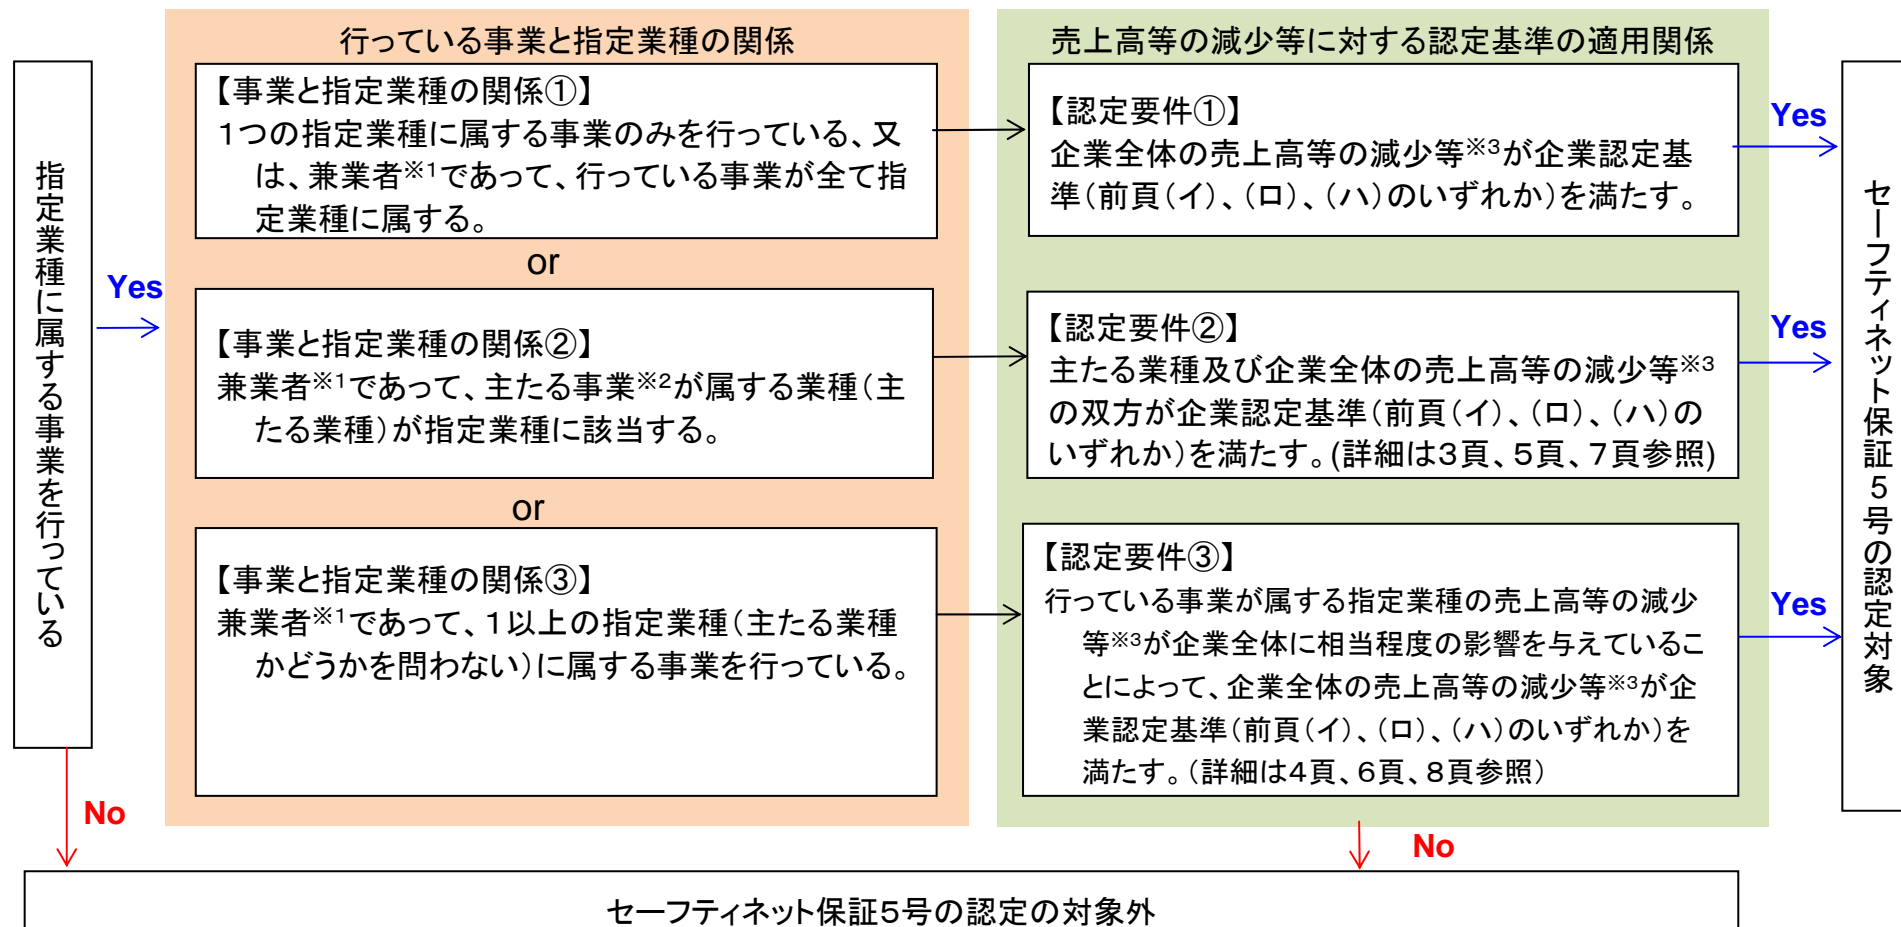 指定業種に属する事業を行っている
Yes
No
行っている事業と指定業種の関係
【事業と指定業種の関係①】
1つの指定業種に属する事業のみを行っている、又
は、兼業者※1であって、行っている事業が全て指
定業種に属する。
or
【事業と指定業種の関係②】
兼業者※1であって、主たる事業※2が属する業種（主
たる業種）が指定業種に該当する。
or
【事業と指定業種の関係③】
兼業者※1であって、1以上の指定業種（主たる業種
かどうかを問わない）に属する事業を行っている。
売上高等の減少等に対する認定基準の適用関係
【認定要件①】
企業全体の売上高等の減少等※3が企業認定基
準（前頁（イ）、（ロ）、（ハ）のいずれか）を満たす。
Yes
【認定要件②】
主たる業種及び企業全体の売上高等の減少等※3
の双方が企業認定基準（前頁（イ）、（ロ）、（ハ）の
いずれか）を満たす。(詳細は3頁、5頁、7頁参照)
Yes
【認定要件③】
行っている事業が属する指定業種の売上高等の減少
等※3が企業全体に相当程度の影響を与えているこ
とによって、企業全体の売上高等の減少等※3が企
業認定基準（前頁（イ）、（ロ）、（ハ）のいずれか）を
満たす。（詳細は4頁、6頁、8頁参照）
Yes
No
セーフティネット保証5号の認定対象
セーフティネット保証5号の認定の対象外